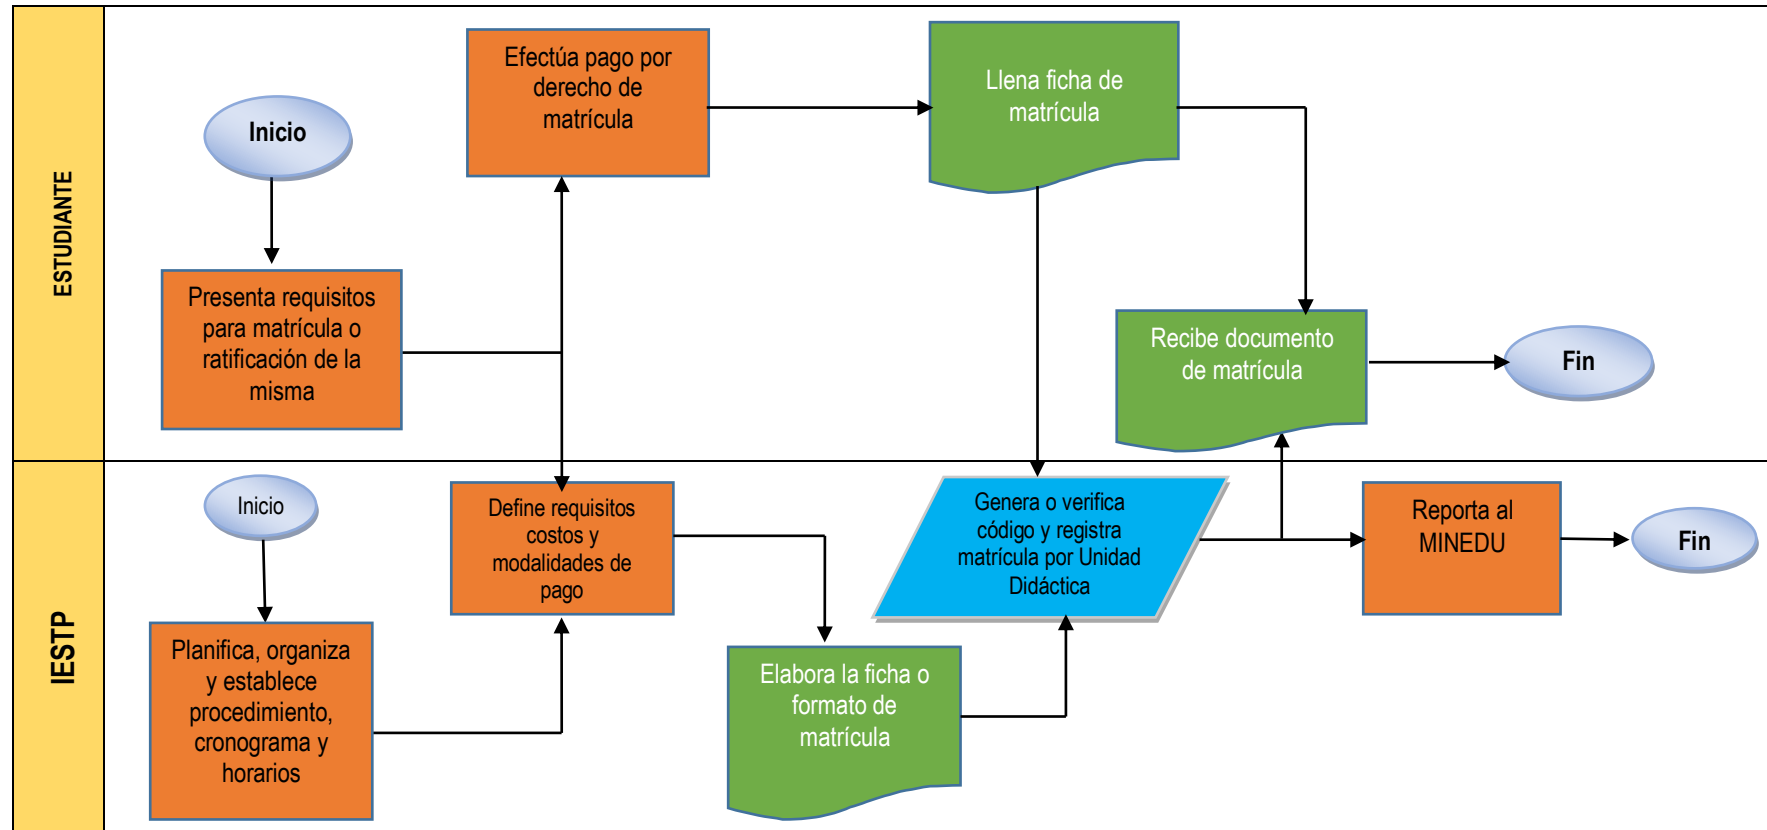 ESTUDIANTE
Inicio
Presenta requisitos
para matrícula o
ratificación de la
misma
Efectúa pago por
derecho de
matrícula
Llena ficha de
matrícula
Recibe documento
de matrícula
Fin
IESTP
Inicio
Planifica, organiza
y establece
procedimiento,
cronograma y
horarios
Define requisitos
costos y
modalidades de
pago
Elabora la ficha o
formato de
matrícula
Genera o verifica
código y registra
matrícula por Unidad
Didáctica
Reporta al
MINEDU
Fin